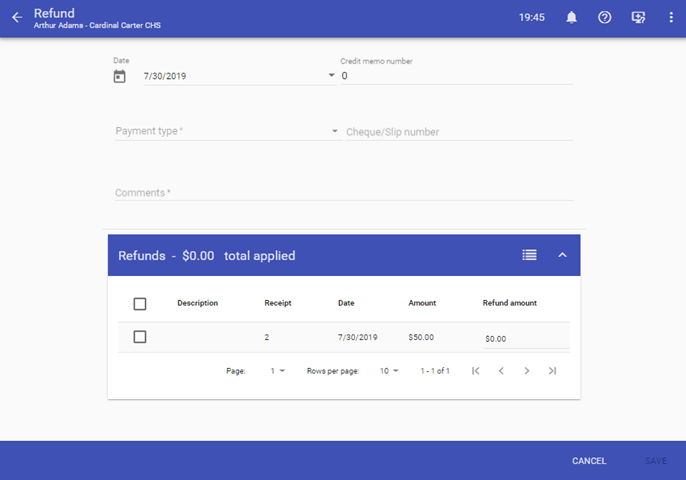 Refund
Arthur Adams - Cardinal Carter CHS
19:45
Date
7/30/2019
Credit memo number
0
Payment type *
Cheque/Slip number
Comments *
Refunds - $0.00 total applied
Description Receipt Date Amount Refund amount
2 7/30/2019 $50.00 $0.00
Page: 1 Rows per page: 10 1 - 1 of 1
CANCEL SAVE